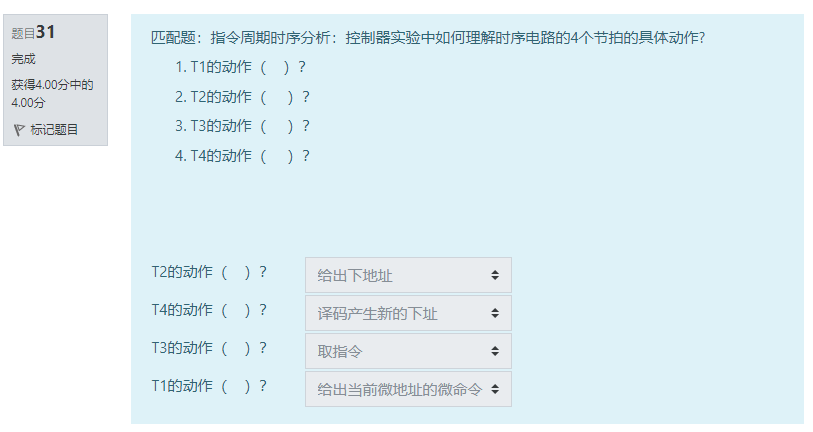 题目31
完成
获得4.00分中的
4.00分
标记题目
匹配题：指令周期时序分析：控制器实验中如何理解时序电路的4个节拍的具体动作?
1. T1的动作（　）?
2. T2的动作（　）?
3. T3的动作（　）?
4. T4的动作（　）?
T2的动作（　）? 给出下地址
T4的动作（　）? 译码产生新的下址
T3的动作（　）? 取指令
T1的动作（　）? 给出当前微地址的微命令